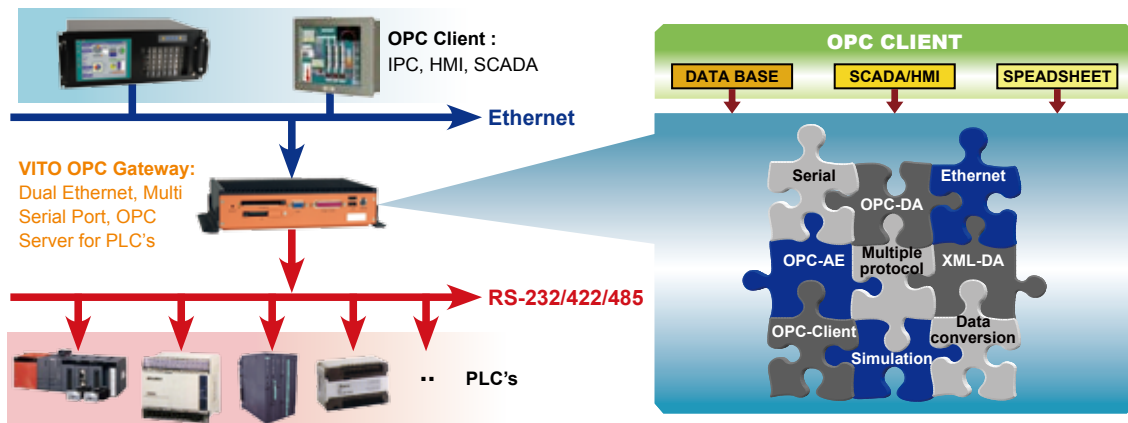 OPC Client :
IPC, HMI, SCADA
Ethernet
VITO OPC Gateway:
Dual Ethernet, Multi
Serial Port, OPC
Server for PLC's
RS-232/422/485
.. PLC's
OPC CLIENT
DATA BASE
SCADA/HMI
SPEADSHEET
Serial
Ethernet
OPC-DA
OPC-AE
Multiple
protocol
XML-DA
OPC-Client
Simulation
Data
conversion